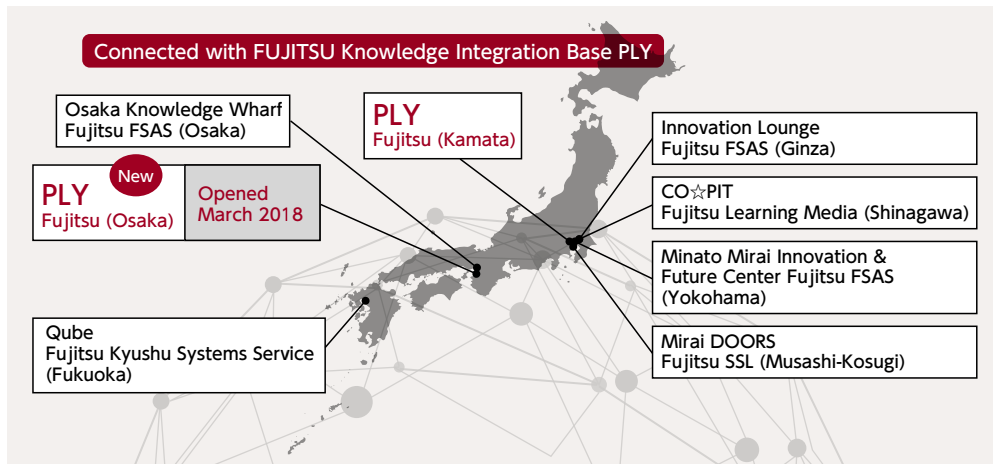 Connected with FUJITSU Knowledge Integration Base PLY
Osaka Knowledge Wharf
Fujitsu FSAS (Osaka)
PLY
Fujitsu (Kamata)
New
PLY
Fujitsu (Osaka)
Opened
March 2018
Innovation Lounge
Fujitsu FSAS (Ginza)
CO☆PIT
Fujitsu Learning Media (Shinagawa)
Minato Mirai Innovation &
Future Center Fujitsu FSAS
(Yokohama)
Mirai DOORS
Fujitsu SSL (Musashi-Kosugi)
Qube
Fujitsu Kyushu Systems Service
(Fukuoka)